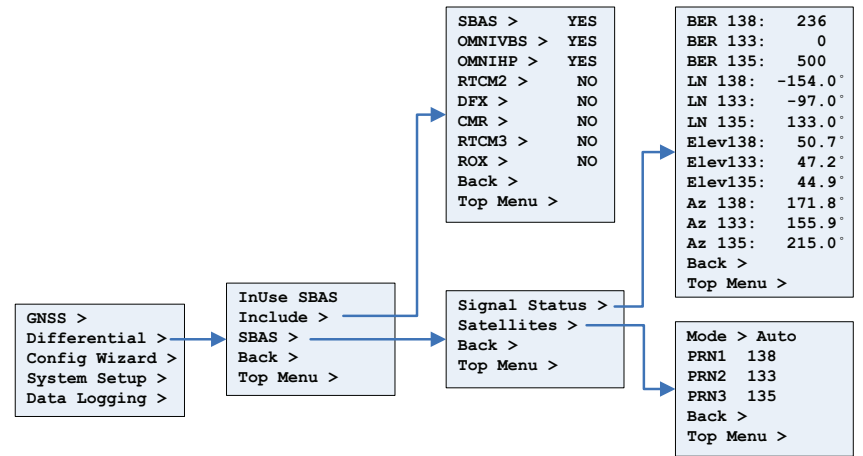 GNSS >
Differential >
Config Wizard >
System Setup >
Data Logging >
InUse SBAS
Include >
SBAS >
Back >
Top Menu >
SBAS > YES
OMNIVBS > YES
OMNIHP > YES
RTCM2 > NO
DFX > NO
CMR > NO
RTCM3 > NO
ROX > NO
Back >
Top Menu >
Signal Status >
Satellites >
Back >
Top Menu >
BER 138: 236
BER 133: 0
BER 135: 500
LN 138: -154.0°
LN 133: -97.0°
LN 135: 133.0°
Elev138: 50.7°
Elev133: 47.2°
Elev135: 44.9°
Az 138: 171.8°
Az 133: 155.9°
Az 135: 215.0°
Back >
Top Menu >
Mode > Auto
PRN1 138
PRN2 133
PRN3 135
Back >
Top Menu >